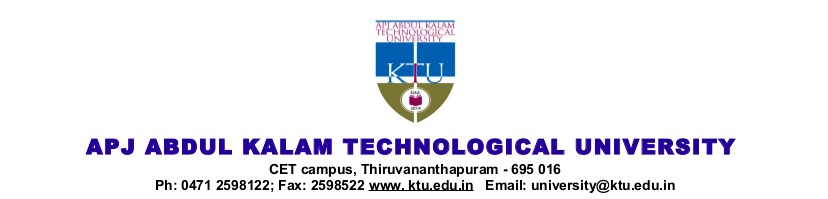 APJ ABDUL KALAM
TECHNOLOGICAL
UNIVERSITY
KTU
Estd.
2014
APJ ABDUL KALAM TECHNOLOGICAL UNIVERSITY
CET campus, Thiruvananthapuram - 695 016
Ph: 0471 2598122; Fax: 2598522 www. ktu.edu.in Email: university@ktu.edu.in